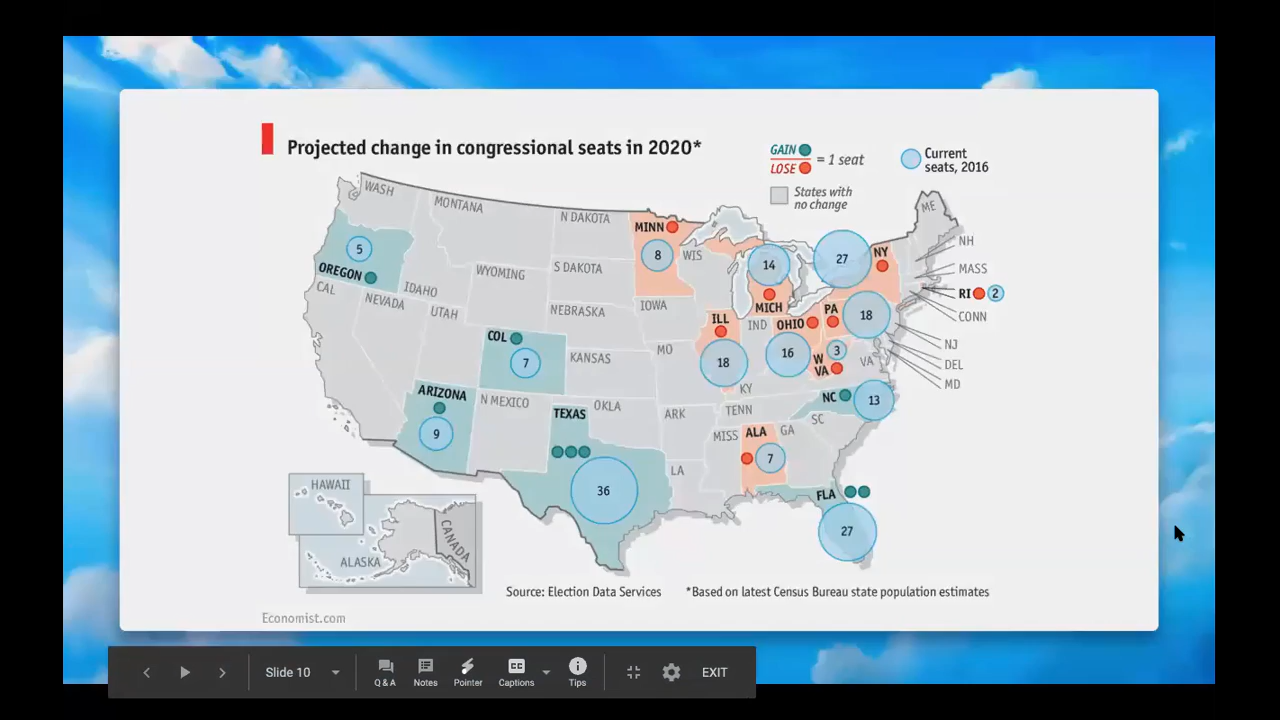 Projected change in congressional seats in 2020*
GAIN
LOSE
= 1 seat
Current
seats, 2016
States with
no change
WASH
MONTANA
N DAKOTA
MINN
8
WIS
14
MICH
27
NY
ME
NH
MASS
RI
2
CONN
NJ
DEL
MD
5
OREGON
IDAHO
WYOMING
S DAKOTA
CAL
NEVADA
UTAH
NEBRASKA
IOWA
ILL
18
IND
OHIO
16
PA
18
W
VA
3
VA
COL
7
KANSAS
MO
KY
ARIZONA
9
N MEXICO
OKLA
ARK
TENN
NC
13
SC
TEXAS
36
LA
MISS
ALA
7
GA
FLA
27
HAWAII
ALASKA
CANADA
Source: Election Data Services
*Based on latest Census Bureau state population estimates
Economist.com
Slide 10
Q & A
Notes
Pointer
CC
Captions
Tips
EXIT